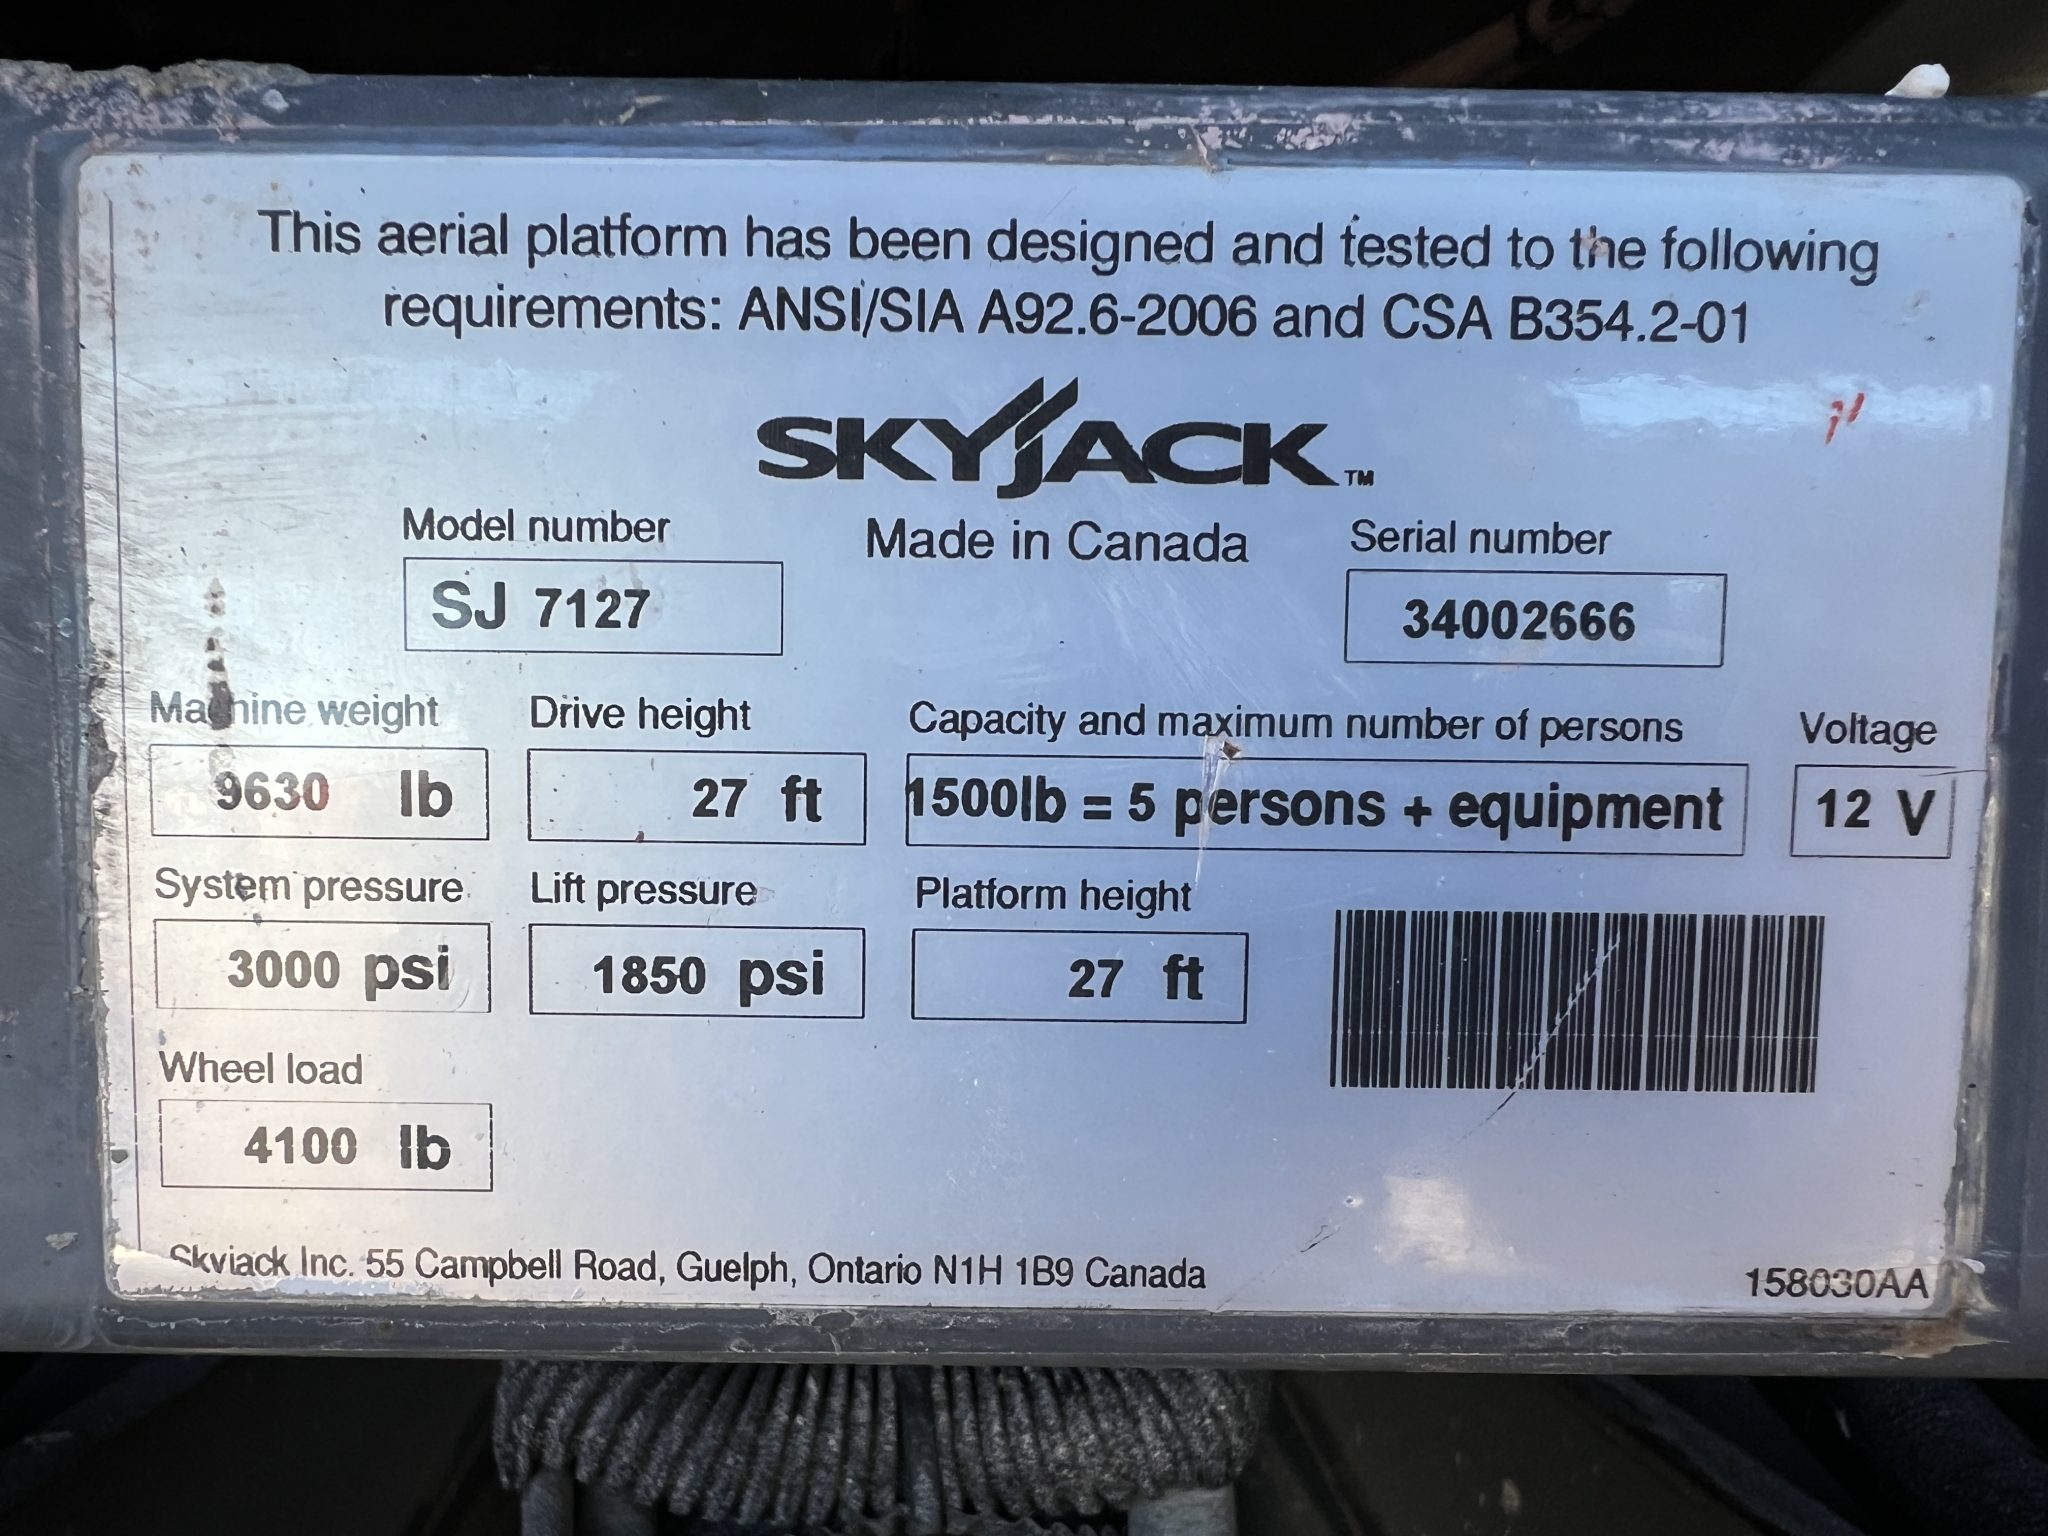 This aerial platform has been designed and tested to the following
requirements: ANSI/SIA A92.6-2006 and CSA B354.2-01
SKYJACK™
Model number
SJ 7127
Made in Canada
Serial number
34002666
Machine weight
9630 lb
Drive height
27 ft
Capacity and maximum number of persons
1500lb = 5 persons + equipment
Voltage
12 V
System pressure
3000 psi
Lift pressure
1850 psi
Platform height
27 ft
Wheel load
4100 lb
Skyjack Inc. 55 Campbell Road, Guelph, Ontario N1H 1B9 Canada
158030AA